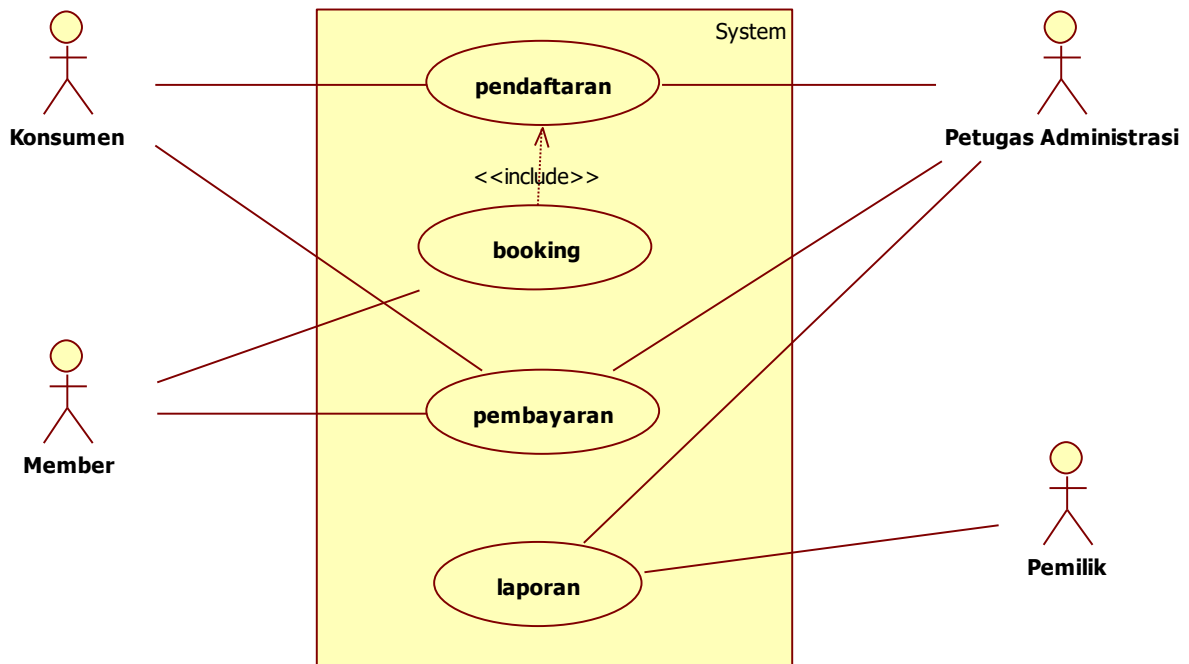 System
pendaftaran
Konsumen
Petugas Administrasi
<<include>>
booking
pembayaran
Member
Pemilik
laporan